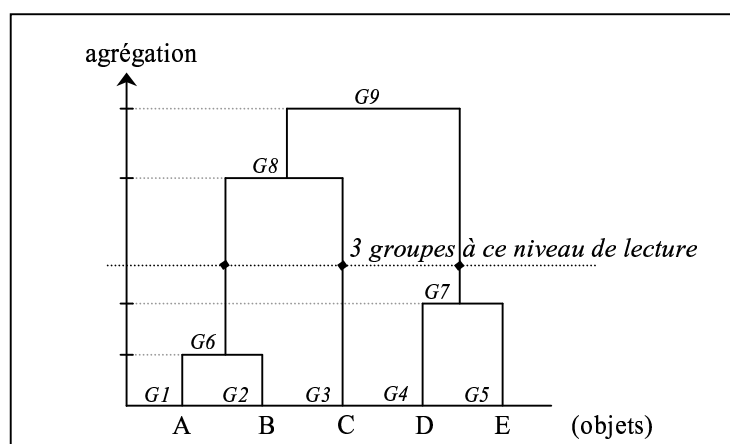 agrégation
G9
G8
3 groupes à ce niveau de lecture
G7
G6
G1 G2 G3 G4 G5
A B C D E (objets)